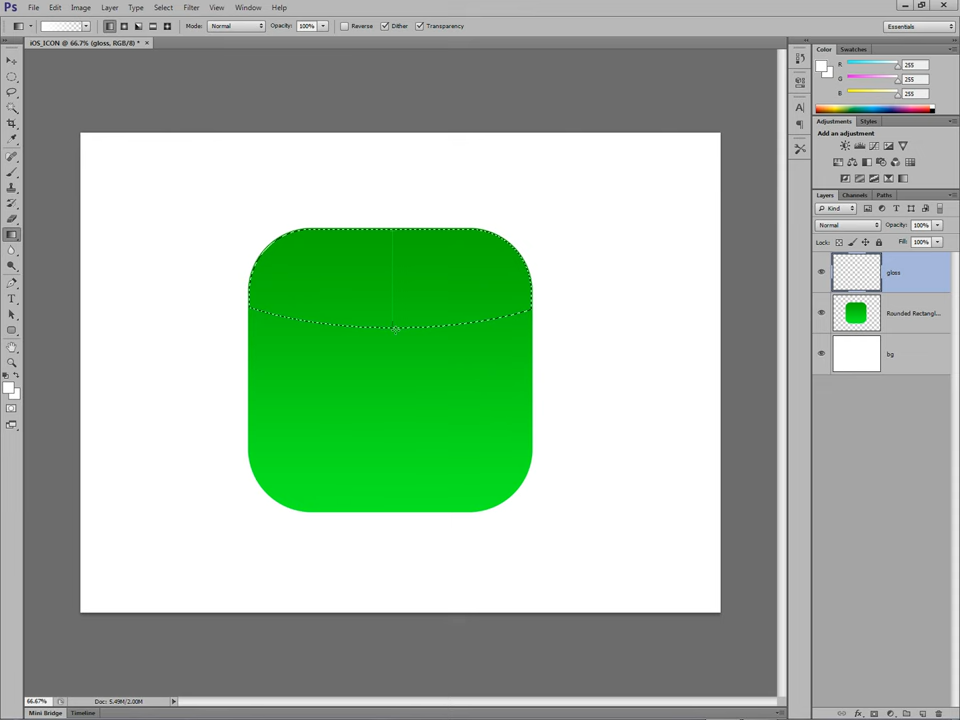 Ps File Edit Image Layer Type Select Filter View Window Help
Mode: Normal Opacity: 100% Reverse Dither Transparency Essentials
iOS_ICON @ 66.7% (gloss, RGB/8) * ×
Color Swatches
R 255
G 255
B 255
Adjustments Styles
Add an adjustment
Layers Channels Paths
Kind
Normal Opacity: 100%
Lock: Fill: 100%
gloss
Rounded Rectangl...
bg
66.67% Doc: 5.49M/2.00M
Mini Bridge Timeline